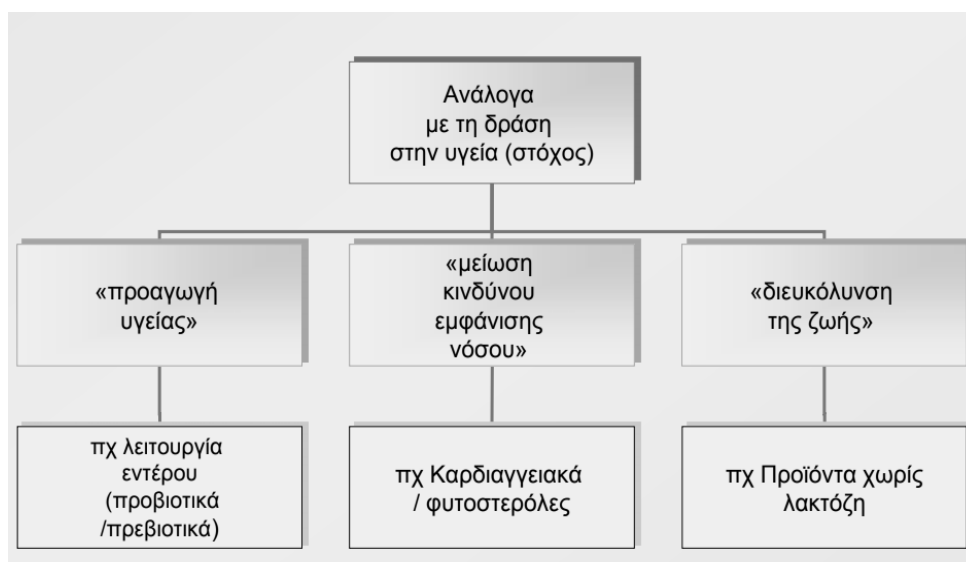 Ανάλογα
με τη δράση
στην υγεία (στόχος)
«προαγωγή
υγείας»
«μείωση
κινδύνου
εμφάνισης
νόσου»
«διευκόλυνση
της ζωής»
πχ λειτουργία
εντέρου
(προβιοτικά
/πρεβιοτικά)
πχ Καρδιαγγειακά
/ φυτοστερόλες
πχ Προϊόντα χωρίς
λακτόζη